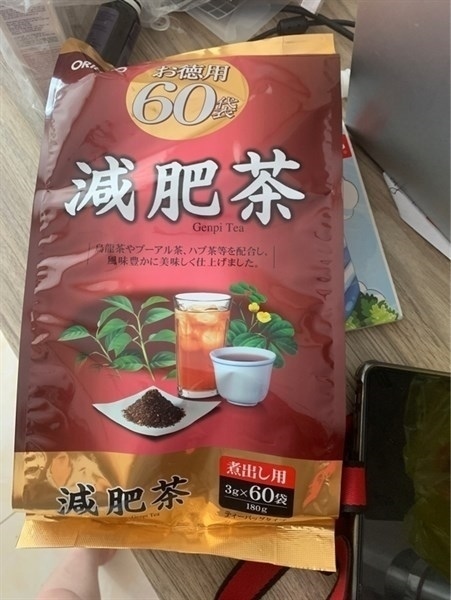 お徳用
60袋
減肥茶
Genpi Tea
烏龍茶やプーアル茶、ハブ茶等を配合し、
風味豊かに美味しく仕上げました。
煮出し用
3g×60袋
180g
減肥茶
Genpi Tea